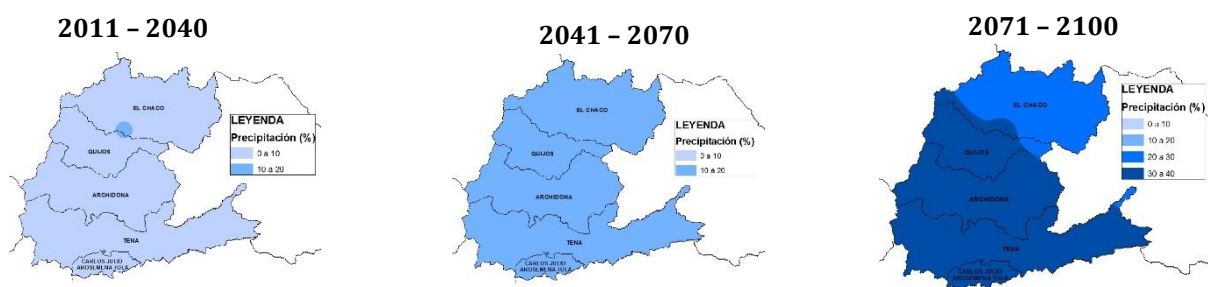 2011 – 2040
EL CHACO
LEYENDA
Precipitación (%)
0 a 10
10 a 20
QUIJOS
ARCHIDONA
TENA
CARLOS JULIO
AROSEMENA TOLA
2041 – 2070
EL CHACO
LEYENDA
Precipitación (%)
0 a 10
10 a 20
QUIJOS
ARCHIDONA
TENA
CARLOS JULIO
AROSEMENA TOLA
2071 – 2100
EL CHACO
LEYENDA
Precipitación (%)
0 a 10
10 a 20
20 a 30
30 a 40
QUIJOS
ARCHIDONA
TENA
CARLOS JULIO
AROSEMENA TOLA